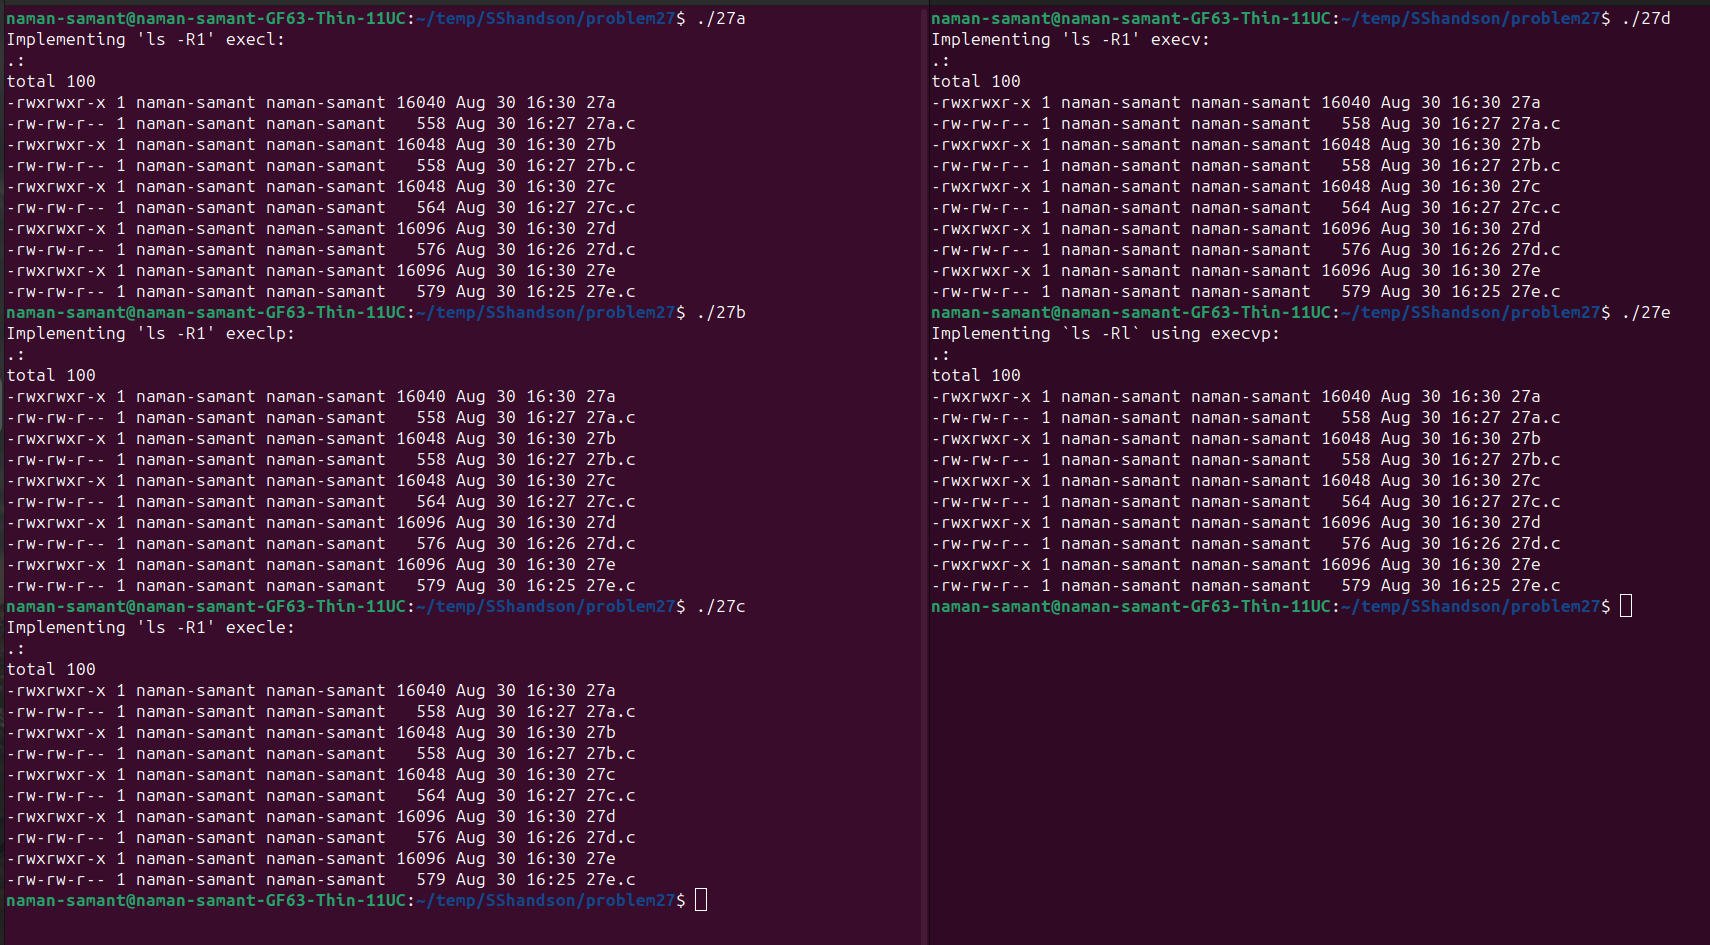 naman-samant@naman-samant-GF63-Thin-11UC:~/temp/SShandson/problem27$ ./27a
Implementing 'ls -R1' execl:
.:
total 100
-rwxrwxr-x 1 naman-samant naman-samant 16040 Aug 30 16:30 27a
-rw-rw-r-- 1 naman-samant naman-samant   558 Aug 30 16:27 27a.c
-rwxrwxr-x 1 naman-samant naman-samant 16048 Aug 30 16:30 27b
-rw-rw-r-- 1 naman-samant naman-samant   558 Aug 30 16:27 27b.c
-rwxrwxr-x 1 naman-samant naman-samant 16048 Aug 30 16:30 27c
-rw-rw-r-- 1 naman-samant naman-samant   564 Aug 30 16:27 27c.c
-rwxrwxr-x 1 naman-samant naman-samant 16096 Aug 30 16:30 27d
-rw-rw-r-- 1 naman-samant naman-samant   576 Aug 30 16:26 27d.c
-rwxrwxr-x 1 naman-samant naman-samant 16096 Aug 30 16:30 27e
-rw-rw-r-- 1 naman-samant naman-samant   579 Aug 30 16:25 27e.c
naman-samant@naman-samant-GF63-Thin-11UC:~/temp/SShandson/problem27$ ./27b
Implementing 'ls -R1' execlp:
.:
total 100
-rwxrwxr-x 1 naman-samant naman-samant 16040 Aug 30 16:30 27a
-rw-rw-r-- 1 naman-samant naman-samant   558 Aug 30 16:27 27a.c
-rwxrwxr-x 1 naman-samant naman-samant 16048 Aug 30 16:30 27b
-rw-rw-r-- 1 naman-samant naman-samant   558 Aug 30 16:27 27b.c
-rwxrwxr-x 1 naman-samant naman-samant 16048 Aug 30 16:30 27c
-rw-rw-r-- 1 naman-samant naman-samant   564 Aug 30 16:27 27c.c
-rwxrwxr-x 1 naman-samant naman-samant 16096 Aug 30 16:30 27d
-rw-rw-r-- 1 naman-samant naman-samant   576 Aug 30 16:26 27d.c
-rwxrwxr-x 1 naman-samant naman-samant 16096 Aug 30 16:30 27e
-rw-rw-r-- 1 naman-samant naman-samant   579 Aug 30 16:25 27e.c
naman-samant@naman-samant-GF63-Thin-11UC:~/temp/SShandson/problem27$ ./27c
Implementing 'ls -R1' execle:
.:
total 100
-rwxrwxr-x 1 naman-samant naman-samant 16040 Aug 30 16:30 27a
-rw-rw-r-- 1 naman-samant naman-samant   558 Aug 30 16:27 27a.c
-rwxrwxr-x 1 naman-samant naman-samant 16048 Aug 30 16:30 27b
-rw-rw-r-- 1 naman-samant naman-samant   558 Aug 30 16:27 27b.c
-rwxrwxr-x 1 naman-samant naman-samant 16048 Aug 30 16:30 27c
-rw-rw-r-- 1 naman-samant naman-samant   564 Aug 30 16:27 27c.c
-rwxrwxr-x 1 naman-samant naman-samant 16096 Aug 30 16:30 27d
-rw-rw-r-- 1 naman-samant naman-samant   576 Aug 30 16:26 27d.c
-rwxrwxr-x 1 naman-samant naman-samant 16096 Aug 30 16:30 27e
-rw-rw-r-- 1 naman-samant naman-samant   579 Aug 30 16:25 27e.c
naman-samant@naman-samant-GF63-Thin-11UC:~/temp/SShandson/problem27$
naman-samant@naman-samant-GF63-Thin-11UC:~/temp/SShandson/problem27$ ./27d
Implementing 'ls -R1' execv:
.:
total 100
-rwxrwxr-x 1 naman-samant naman-samant 16040 Aug 30 16:30 27a
-rw-rw-r-- 1 naman-samant naman-samant   558 Aug 30 16:27 27a.c
-rwxrwxr-x 1 naman-samant naman-samant 16048 Aug 30 16:30 27b
-rw-rw-r-- 1 naman-samant naman-samant   558 Aug 30 16:27 27b.c
-rwxrwxr-x 1 naman-samant naman-samant 16048 Aug 30 16:30 27c
-rw-rw-r-- 1 naman-samant naman-samant   564 Aug 30 16:27 27c.c
-rwxrwxr-x 1 naman-samant naman-samant 16096 Aug 30 16:30 27d
-rw-rw-r-- 1 naman-samant naman-samant   576 Aug 30 16:26 27d.c
-rwxrwxr-x 1 naman-samant naman-samant 16096 Aug 30 16:30 27e
-rw-rw-r-- 1 naman-samant naman-samant   579 Aug 30 16:25 27e.c
naman-samant@naman-samant-GF63-Thin-11UC:~/temp/SShandson/problem27$ ./27e
Implementing `ls -Rl` using execvp:
.:
total 100
-rwxrwxr-x 1 naman-samant naman-samant 16040 Aug 30 16:30 27a
-rw-rw-r-- 1 naman-samant naman-samant   558 Aug 30 16:27 27a.c
-rwxrwxr-x 1 naman-samant naman-samant 16048 Aug 30 16:30 27b
-rw-rw-r-- 1 naman-samant naman-samant   558 Aug 30 16:27 27b.c
-rwxrwxr-x 1 naman-samant naman-samant 16048 Aug 30 16:30 27c
-rw-rw-r-- 1 naman-samant naman-samant   564 Aug 30 16:27 27c.c
-rwxrwxr-x 1 naman-samant naman-samant 16096 Aug 30 16:30 27d
-rw-rw-r-- 1 naman-samant naman-samant   576 Aug 30 16:26 27d.c
-rwxrwxr-x 1 naman-samant naman-samant 16096 Aug 30 16:30 27e
-rw-rw-r-- 1 naman-samant naman-samant   579 Aug 30 16:25 27e.c
naman-samant@naman-samant-GF63-Thin-11UC:~/temp/SShandson/problem27$